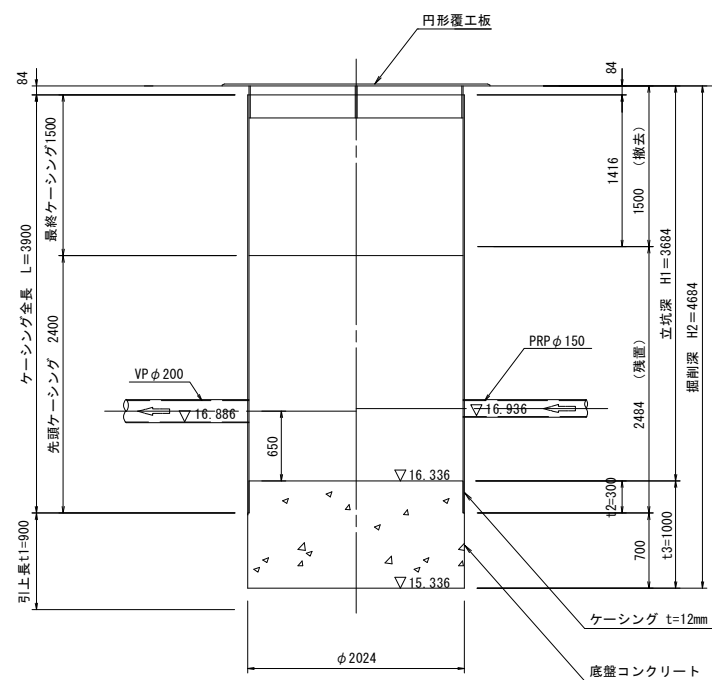 円形覆工板
84
84
最終ケーシング1500
1416
1500 （撤去）
ケーシング全長 L=3900
先頭ケーシング 2400
立坑深 H1=3684
掘削深 H2=4684
VPφ200
PRPφ150
▽16.886
▽16.936
2484 （残置）
650
▽16.336
t2=300
引上長t1=900
700
t3=1000
▽15.336
ケーシング t=12mm
φ2024
底盤コンクリート